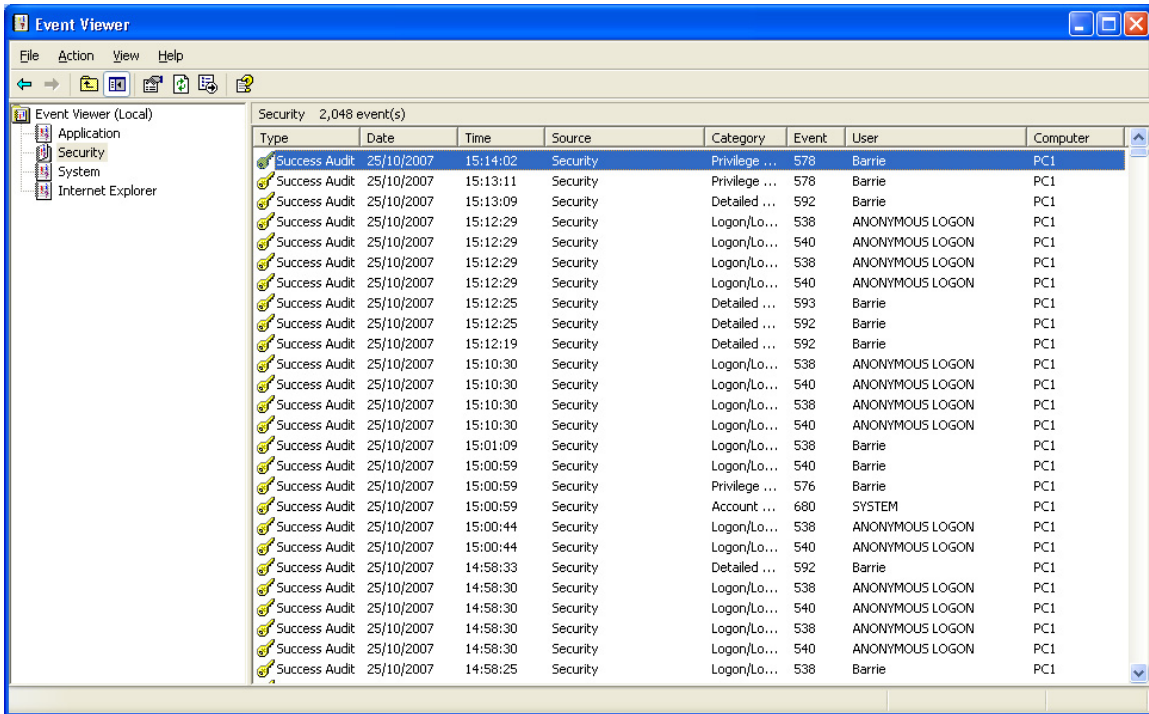 Event Viewer
File Action View Help
Event Viewer (Local)
Application
Security
System
Internet Explorer
Security 2,048 event(s)
Type Date Time Source Category Event User Computer
Success Audit 25/10/2007 15:14:02 Security Privilege ... 578 Barrie PC1
Success Audit 25/10/2007 15:13:11 Security Privilege ... 578 Barrie PC1
Success Audit 25/10/2007 15:13:09 Security Detailed ... 592 Barrie PC1
Success Audit 25/10/2007 15:12:29 Security Logon/Lo... 538 ANONYMOUS LOGON PC1
Success Audit 25/10/2007 15:12:29 Security Logon/Lo... 540 ANONYMOUS LOGON PC1
Success Audit 25/10/2007 15:12:29 Security Logon/Lo... 538 ANONYMOUS LOGON PC1
Success Audit 25/10/2007 15:12:29 Security Logon/Lo... 540 ANONYMOUS LOGON PC1
Success Audit 25/10/2007 15:12:25 Security Detailed ... 593 Barrie PC1
Success Audit 25/10/2007 15:12:25 Security Detailed ... 592 Barrie PC1
Success Audit 25/10/2007 15:12:19 Security Detailed ... 592 Barrie PC1
Success Audit 25/10/2007 15:10:30 Security Logon/Lo... 538 ANONYMOUS LOGON PC1
Success Audit 25/10/2007 15:10:30 Security Logon/Lo... 540 ANONYMOUS LOGON PC1
Success Audit 25/10/2007 15:10:30 Security Logon/Lo... 538 ANONYMOUS LOGON PC1
Success Audit 25/10/2007 15:10:30 Security Logon/Lo... 540 ANONYMOUS LOGON PC1
Success Audit 25/10/2007 15:01:09 Security Logon/Lo... 538 Barrie PC1
Success Audit 25/10/2007 15:00:59 Security Logon/Lo... 540 Barrie PC1
Success Audit 25/10/2007 15:00:59 Security Privilege ... 576 Barrie PC1
Success Audit 25/10/2007 15:00:59 Security Account ... 680 SYSTEM PC1
Success Audit 25/10/2007 15:00:44 Security Logon/Lo... 538 ANONYMOUS LOGON PC1
Success Audit 25/10/2007 15:00:44 Security Logon/Lo... 540 ANONYMOUS LOGON PC1
Success Audit 25/10/2007 14:58:33 Security Detailed ... 592 Barrie PC1
Success Audit 25/10/2007 14:58:30 Security Logon/Lo... 538 ANONYMOUS LOGON PC1
Success Audit 25/10/2007 14:58:30 Security Logon/Lo... 540 ANONYMOUS LOGON PC1
Success Audit 25/10/2007 14:58:30 Security Logon/Lo... 538 ANONYMOUS LOGON PC1
Success Audit 25/10/2007 14:58:30 Security Logon/Lo... 540 ANONYMOUS LOGON PC1
Success Audit 25/10/2007 14:58:25 Security Logon/Lo... 538 Barrie PC1